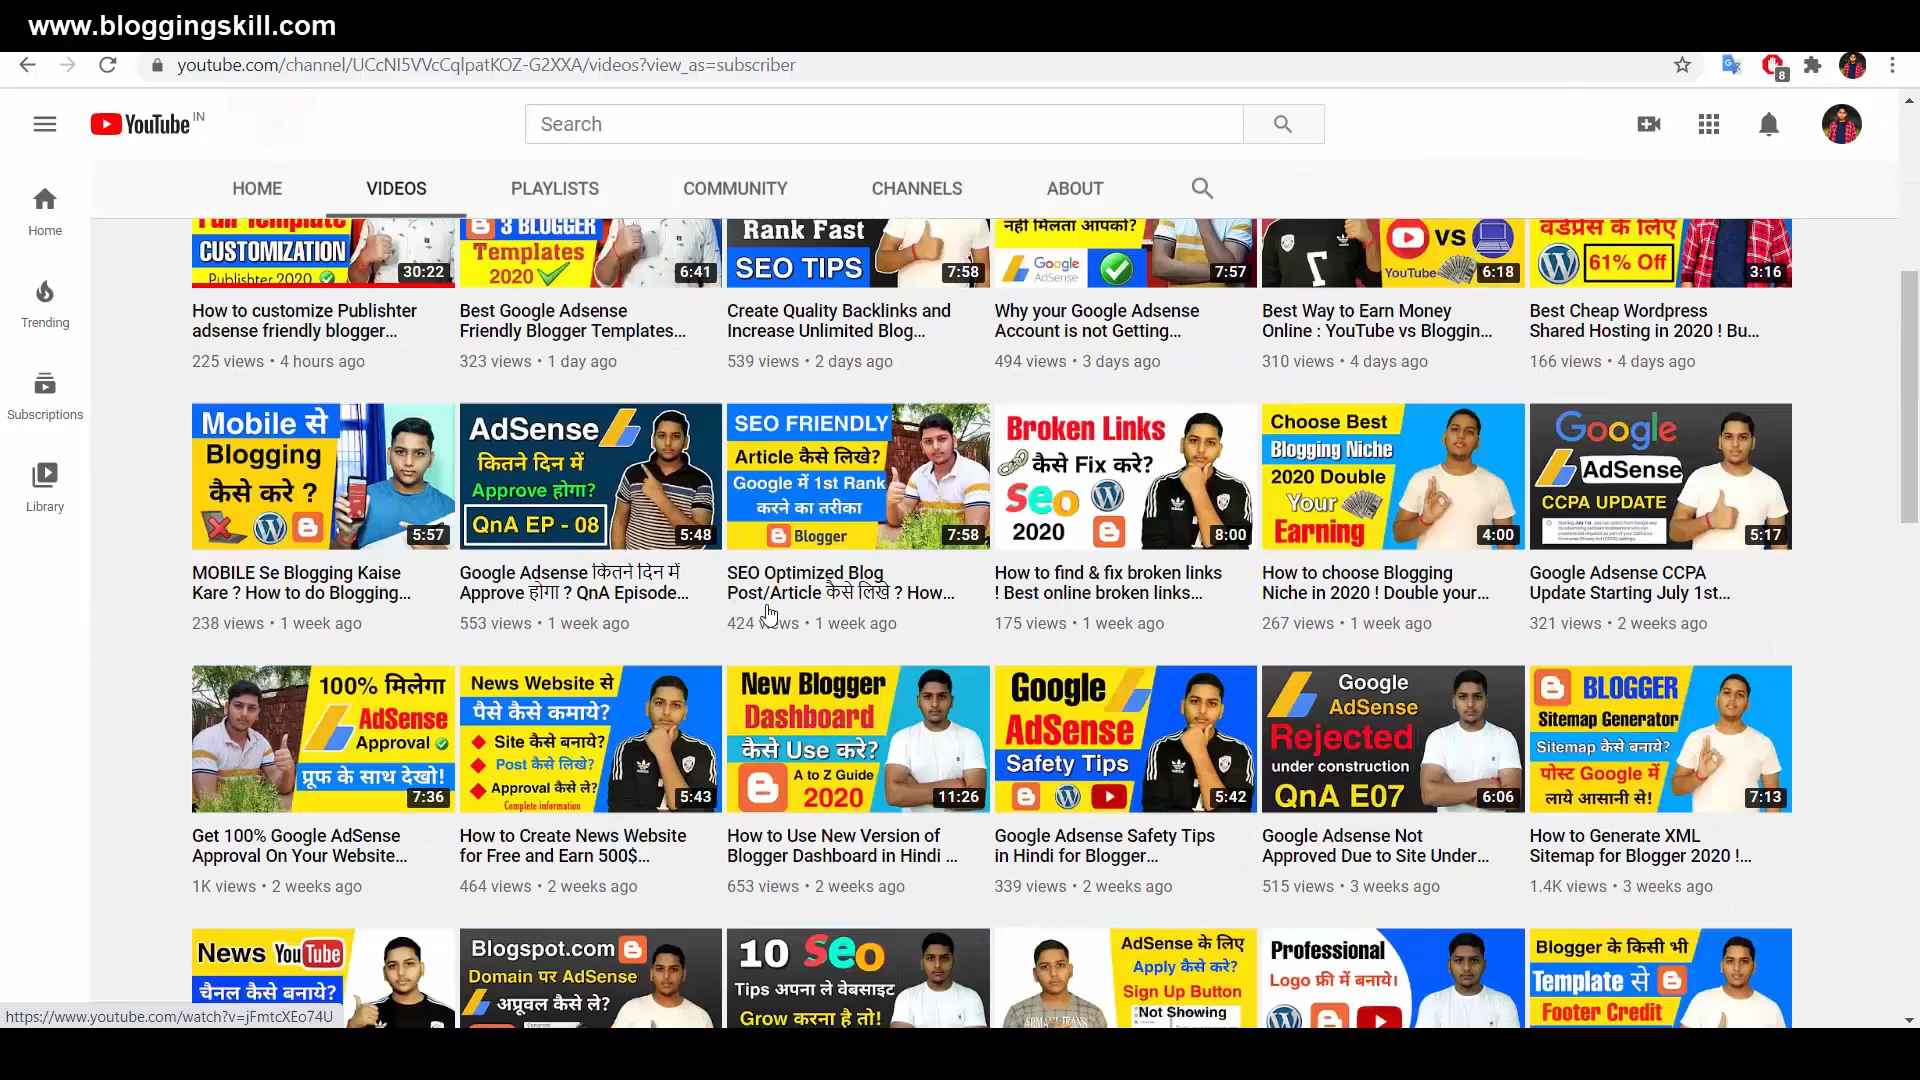 www.bloggingskill.com
youtube.com/channel/UCcNI5VVcCqlpatKOZ-G2XXA/videos?view_as=subscriber
8
YouTube IN
Search
HOME VIDEOS PLAYLISTS COMMUNITY CHANNELS ABOUT
Home
Trending
Subscriptions
Library
Full Template
CUSTOMIZATION
Publishter 2020
30:22
3 BLOGGER
Templates
2020
6:41
Rank Fast
SEO TIPS
7:58
नही मिलता आपको?
Google
AdSense
7:57
VS
YouTube
6:18
वर्डप्रेस के लिए
61% Off
3:16
How to customize Publishter
adsense friendly blogger...
225 views • 4 hours ago
Best Google Adsense
Friendly Blogger Templates...
323 views • 1 day ago
Create Quality Backlinks and
Increase Unlimited Blog...
539 views • 2 days ago
Why your Google Adsense
Account is not Getting...
494 views • 3 days ago
Best Way to Earn Money
Online : YouTube vs Bloggin...
310 views • 4 days ago
Best Cheap Wordpress
Shared Hosting in 2020 ! Bu...
166 views • 4 days ago
Mobile से
Blogging
कैसे करे ?
5:57
AdSense
कितने दिन में
Approve होगा?
QnA EP - 08
5:48
SEO FRIENDLY
Article कैसे लिखे?
Google में 1st Rank
करने का तरीका
Blogger
7:58
Broken Links
कैसे Fix करे?
Seo
2020
8:00
Choose Best
Blogging Niche
2020 Double
Your
Earning
4:00
Google
AdSense
CCPA UPDATE
5:17
MOBILE Se Blogging Kaise
Kare ? How to do Blogging...
238 views • 1 week ago
Google Adsense कितने दिन में
Approve होगा ? QnA Episode...
553 views • 1 week ago
SEO Optimized Blog
Post/Article कैसे लिखे ? How...
424 views • 1 week ago
How to find & fix broken links
! Best online broken links...
175 views • 1 week ago
How to choose Blogging
Niche in 2020 ! Double your...
267 views • 1 week ago
Google Adsense CCPA
Update Starting July 1st...
321 views • 2 weeks ago
100% मिलेगा
AdSense
Approval
प्रूफ के साथ देखो!
7:36
News Website से
पैसे कैसे कमाये?
Site कैसे बनाये?
Post कैसे लिखे?
Approval कैसे ले?
Complete information
5:43
New Blogger
Dashboard
कैसे Use करे?
A to Z Guide
2020
11:26
Google
AdSense
Safety Tips
5:42
Google
AdSense
Rejected
under construction
QnA E07
6:06
BLOGGER
Sitemap Generator
Sitemap कैसे बनाये?
पोस्ट Google में
लाये आसानी से!
7:13
Get 100% Google AdSense
Approval On Your Website...
1K views • 2 weeks ago
How to Create News Website
for Free and Earn 500$...
464 views • 2 weeks ago
How to Use New Version of
Blogger Dashboard in Hindi ...
653 views • 2 weeks ago
Google Adsense Safety Tips
in Hindi for Blogger...
339 views • 2 weeks ago
Google Adsense Not
Approved Due to Site Under...
515 views • 3 weeks ago
How to Generate XML
Sitemap for Blogger 2020 !...
1.4K views • 3 weeks ago
News YouTube
चैनल कैसे बनाये?
Blogspot.com
Domain पर AdSense
अप्रूवल कैसे ले?
10 Seo
Tips अपना ले वेबसाइट
Grow करना है तो!
AdSense के लिए
Apply कैसे करे?
Sign Up Button
Not Showing
ARMANI JEANS
Professional
Logo फ्री में बनाये।
Blogger के किसी भी
Template से
Footer Credit
https://www.youtube.com/watch?v=jFmtcXEo74U